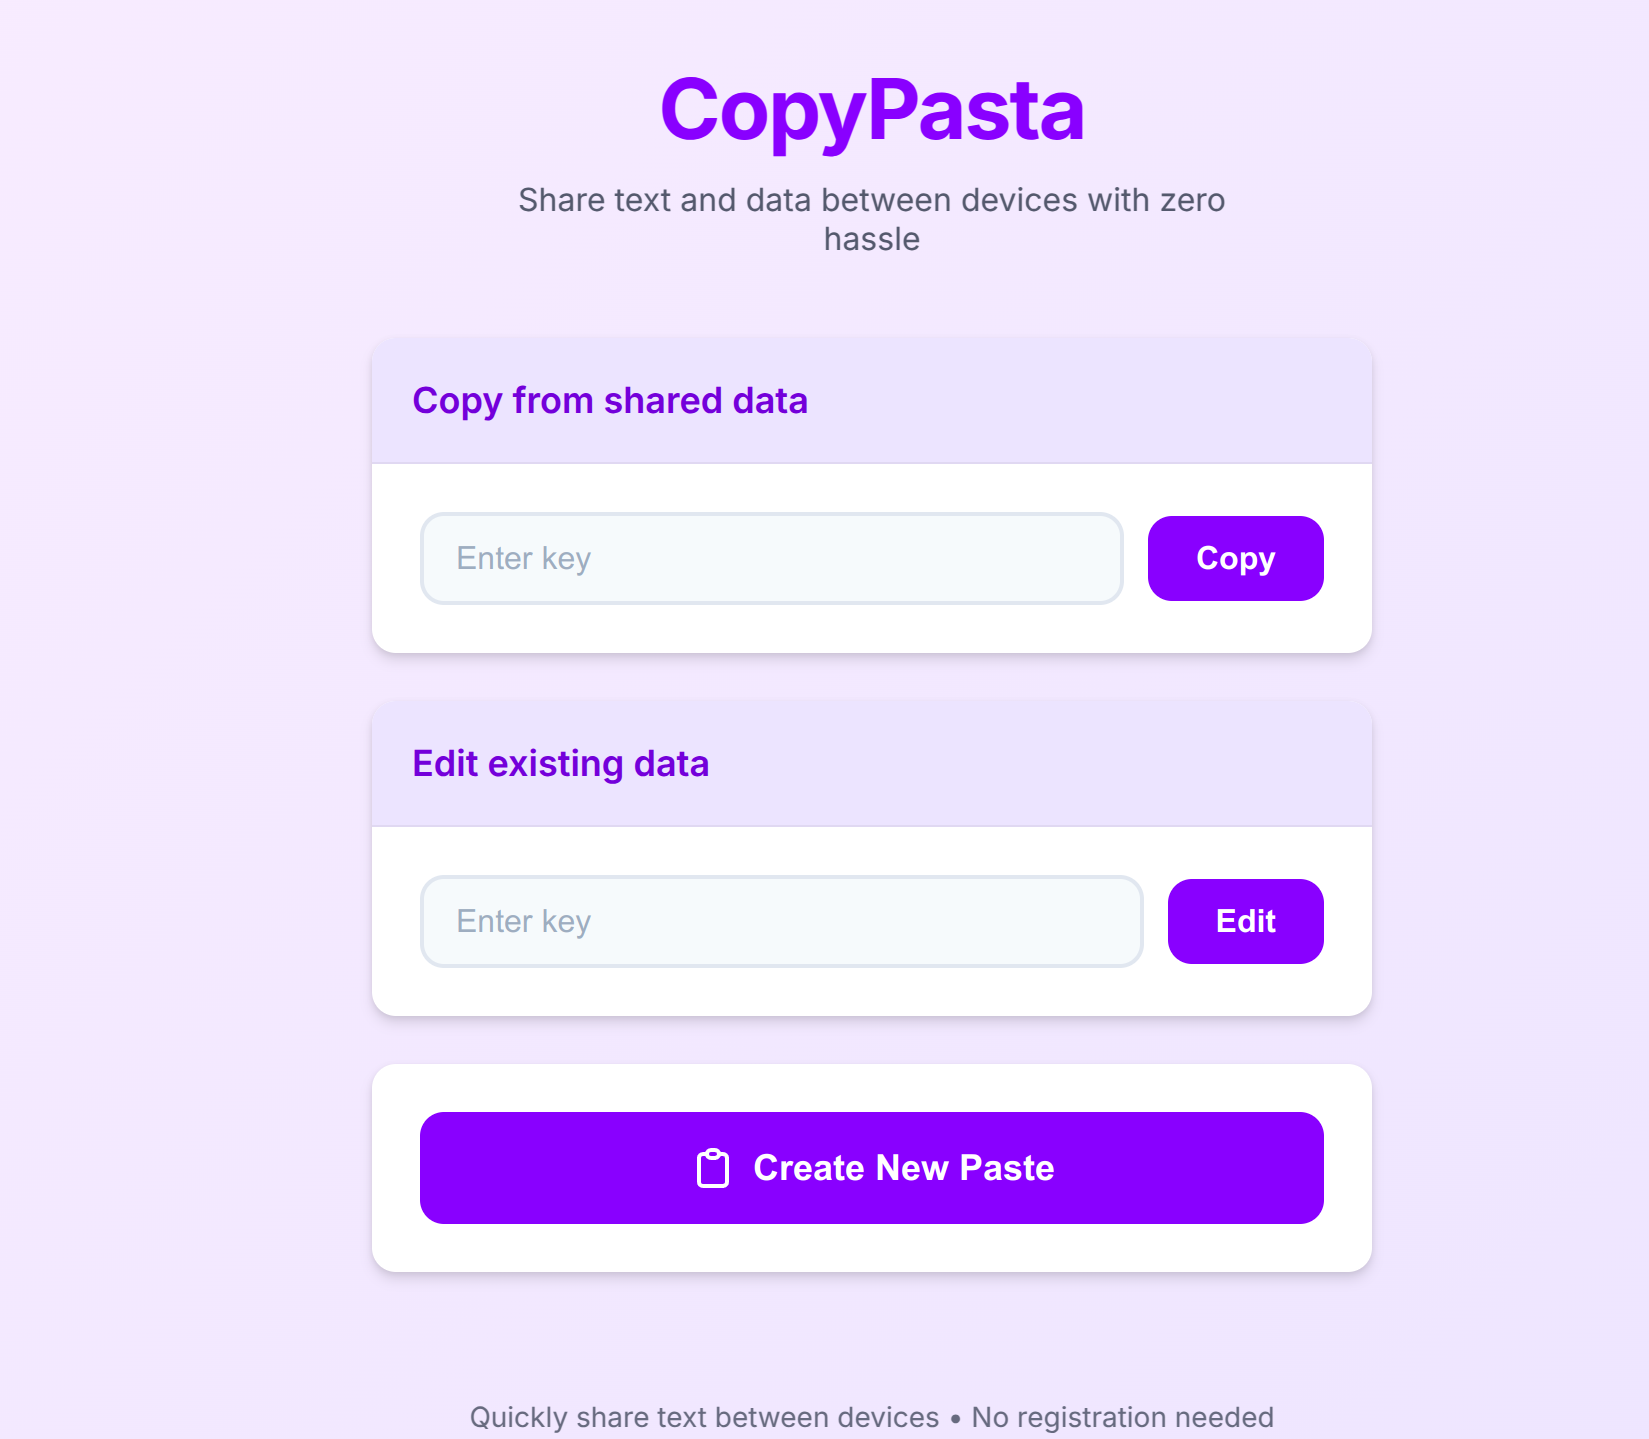 CopyPasta
Share text and data between devices with zero
hassle
Copy from shared data
Enter key
Copy
Edit existing data
Enter key
Edit
Create New Paste
Quickly share text between devices • No registration needed